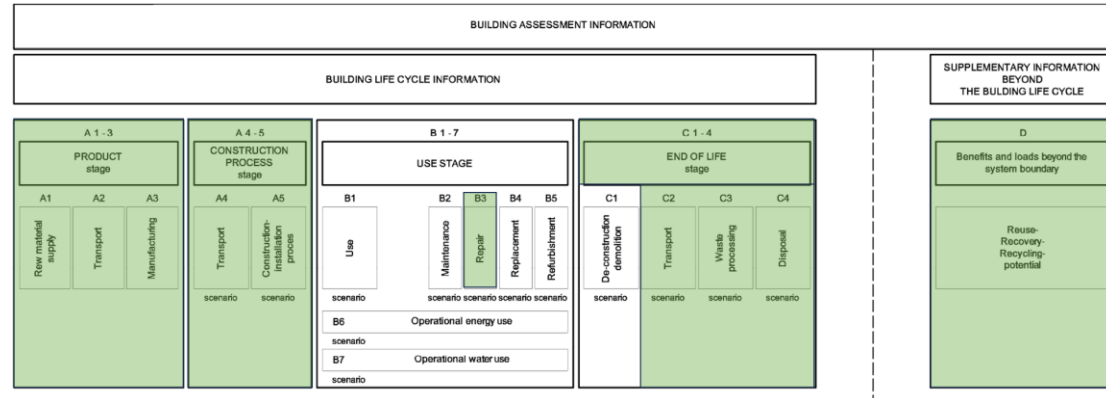 BUILDING ASSESSMENT INFORMATION
BUILDING LIFE CYCLE INFORMATION
SUPPLEMENTARY INFORMATION
BEYOND
THE BULDING LIFE CYCLE
A 1 - 3
PRODUCT
stage
A1
A2
A3
Rew material
supply
Transport
Manufacturing
A 4 - 5
CONSTRUCTION
PROCESS
stage
A4
A5
Transport
Construction-
installation
proces
scenario
scenario
B 1 - 7
USE STAGE
B1
B2
B3
B4
B5
Use
Maintenance
Repair
Replacement
Refurbishment
scenario
scenario
scenario
scenario
scenario
B6
Operational energy use
scenario
B7
Operational water use
scenario
C 1 - 4
END OF LIFE
stage
C1
C2
C3
C4
De-construction
demolition
Transport
Waste
processing
Disposal
scenario
scenario
scenario
scenario
D
Benefits and loads beyond the
system boundary
Reuse-
Recovery-
Recycling-
potential